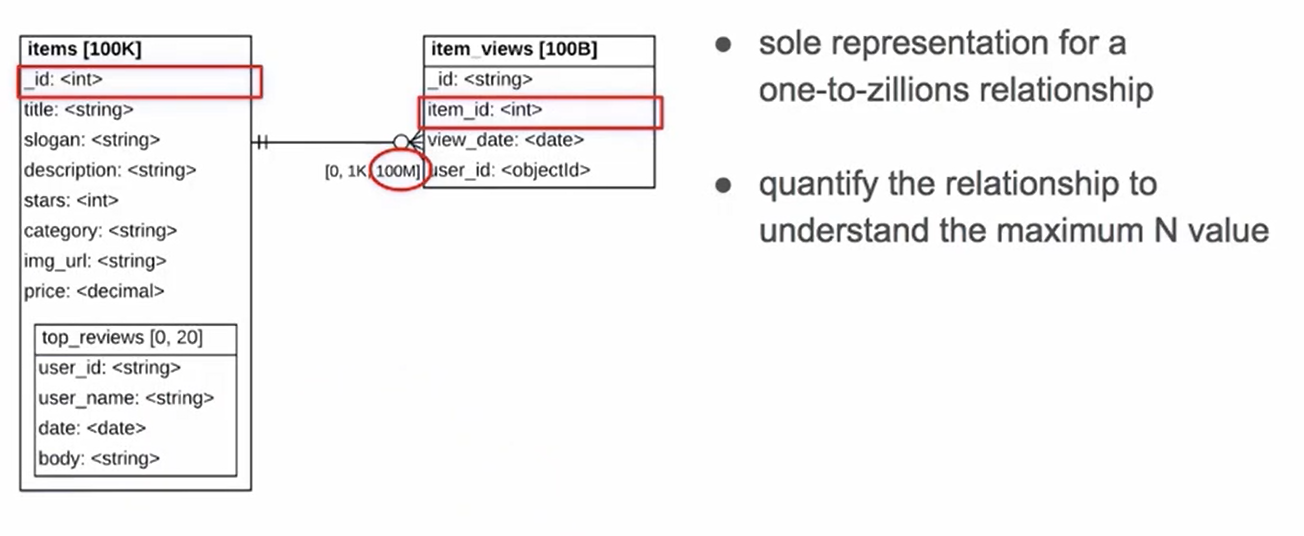 items [100K]
_id: <int>
title: <string>
slogan: <string>
description: <string>
stars: <int>
category: <string>
img_url: <string>
price: <decimal>
top_reviews [0, 20]
user_id: <string>
user_name: <string>
date: <date>
body: <string>
[0, 1K, 100M]
item_views [100B]
_id: <string>
item_id: <int>
view_date: <date>
user_id: <objectId>
● sole representation for a
one-to-zillions relationship
● quantify the relationship to
understand the maximum N value